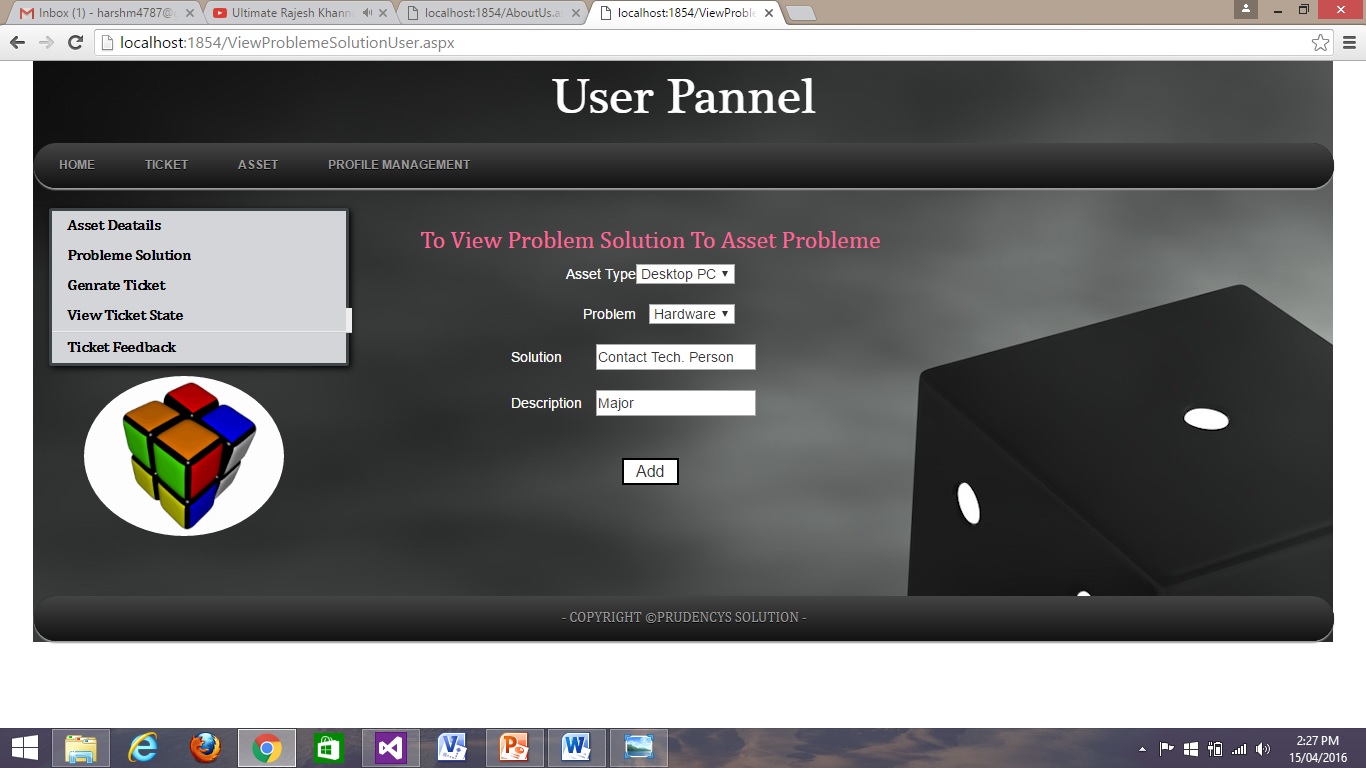 Inbox (1) - harshm4787@
Ultimate Rajesh Khann
localhost:1854/AboutUs.a
localhost:1854/ViewProbl
localhost:1854/ViewProblemeSolutionUser.aspx
User Pannel
HOME TICKET ASSET PROFILE MANAGEMENT
Asset Deatails
Probleme Solution
Genrate Ticket
View Ticket State
Ticket Feedback
To View Problem Solution To Asset Probleme
Asset Type Desktop PC
Problem Hardware
Solution Contact Tech. Person
Description Major
Add
- COPYRIGHT ©PRUDENCYS SOLUTION -
2:27 PM
15/04/2016